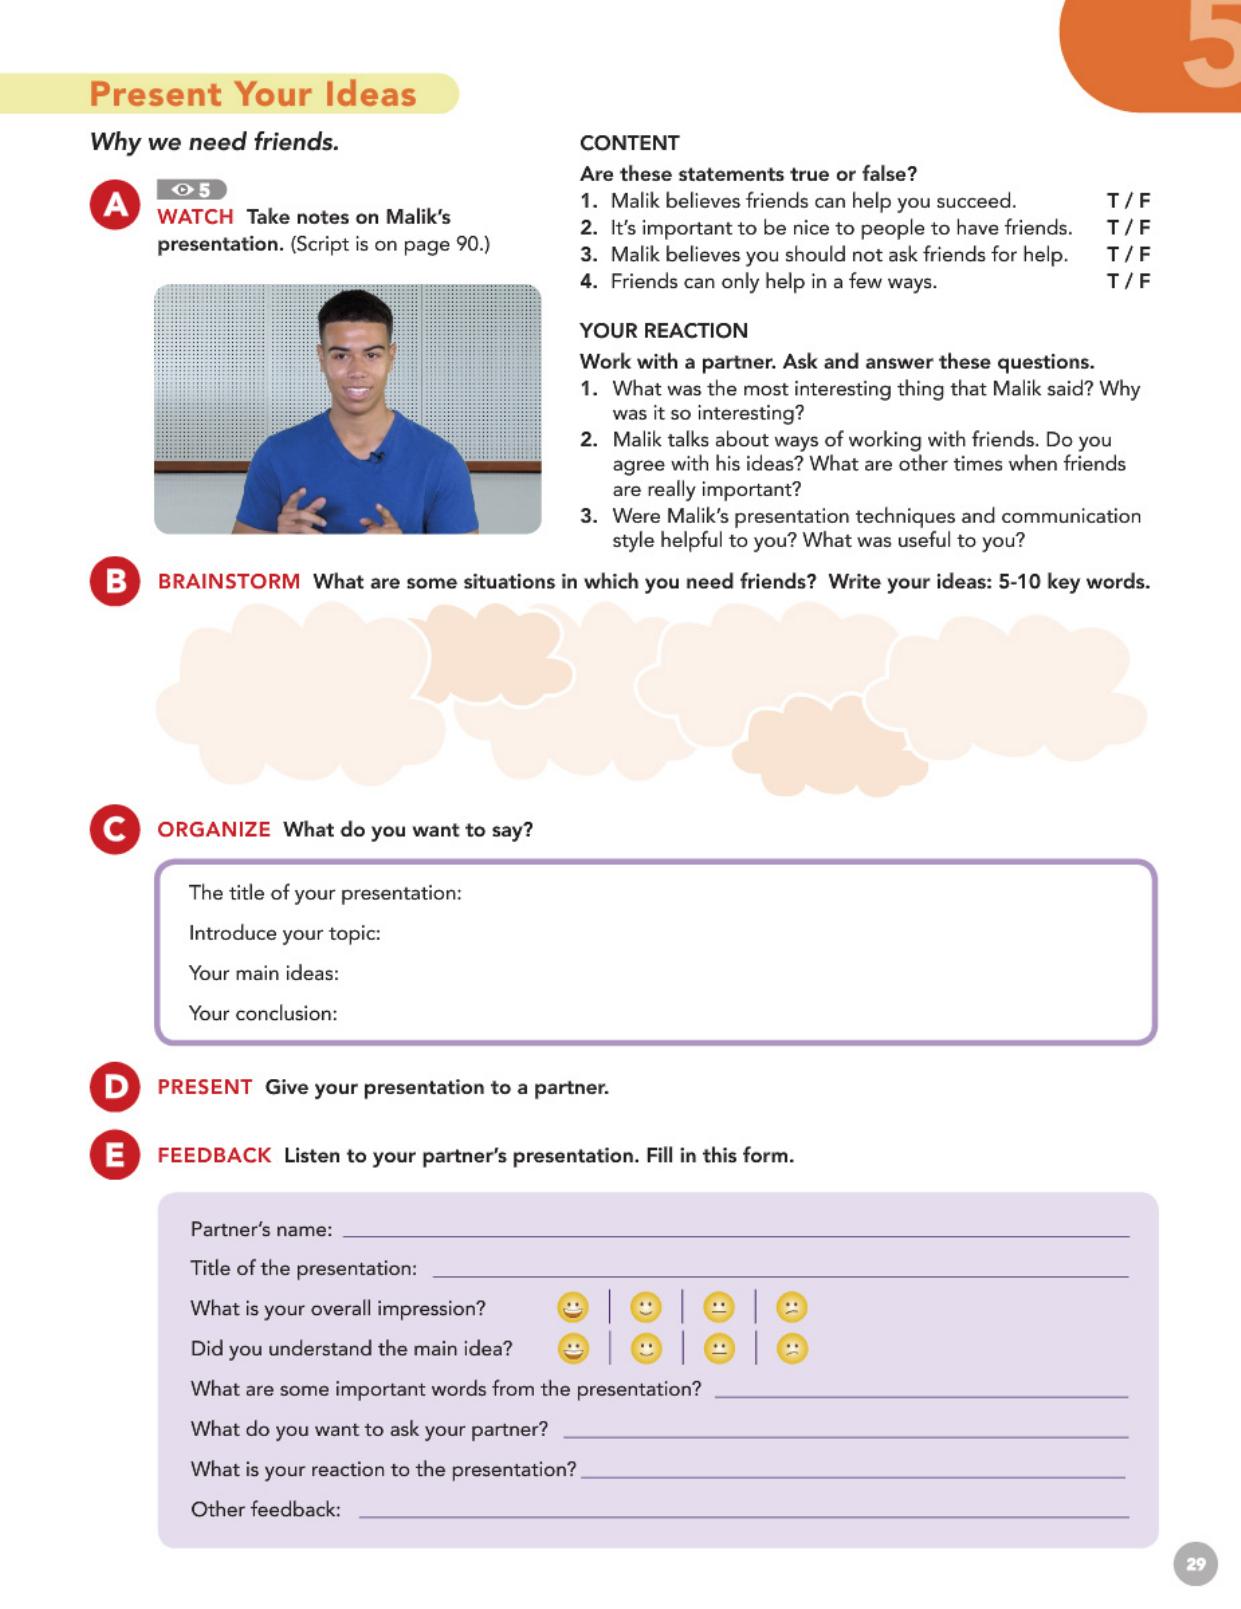 5
Present Your Ideas
Why we need friends.
A
5
WATCH Take notes on Malik's
presentation. (Script is on page 90.)
CONTENT
Are these statements true or false?
1. Malik believes friends can help you succeed. T / F
2. It's important to be nice to people to have friends. T / F
3. Malik believes you should not ask friends for help. T / F
4. Friends can only help in a few ways. T / F
YOUR REACTION
Work with a partner. Ask and answer these questions.
1. What was the most interesting thing that Malik said? Why
was it so interesting?
2. Malik talks about ways of working with friends. Do you
agree with his ideas? What are other times when friends
are really important?
3. Were Malik's presentation techniques and communication
style helpful to you? What was useful to you?
B
BRAINSTORM What are some situations in which you need friends? Write your ideas: 5-10 key words.
C
ORGANIZE What do you want to say?
The title of your presentation:
Introduce your topic:
Your main ideas:
Your conclusion:
D
PRESENT Give your presentation to a partner.
E
FEEDBACK Listen to your partner's presentation. Fill in this form.
Partner's name:
Title of the presentation:
What is your overall impression?
Did you understand the main idea?
What are some important words from the presentation?
What do you want to ask your partner?
What is your reaction to the presentation?
Other feedback:
29